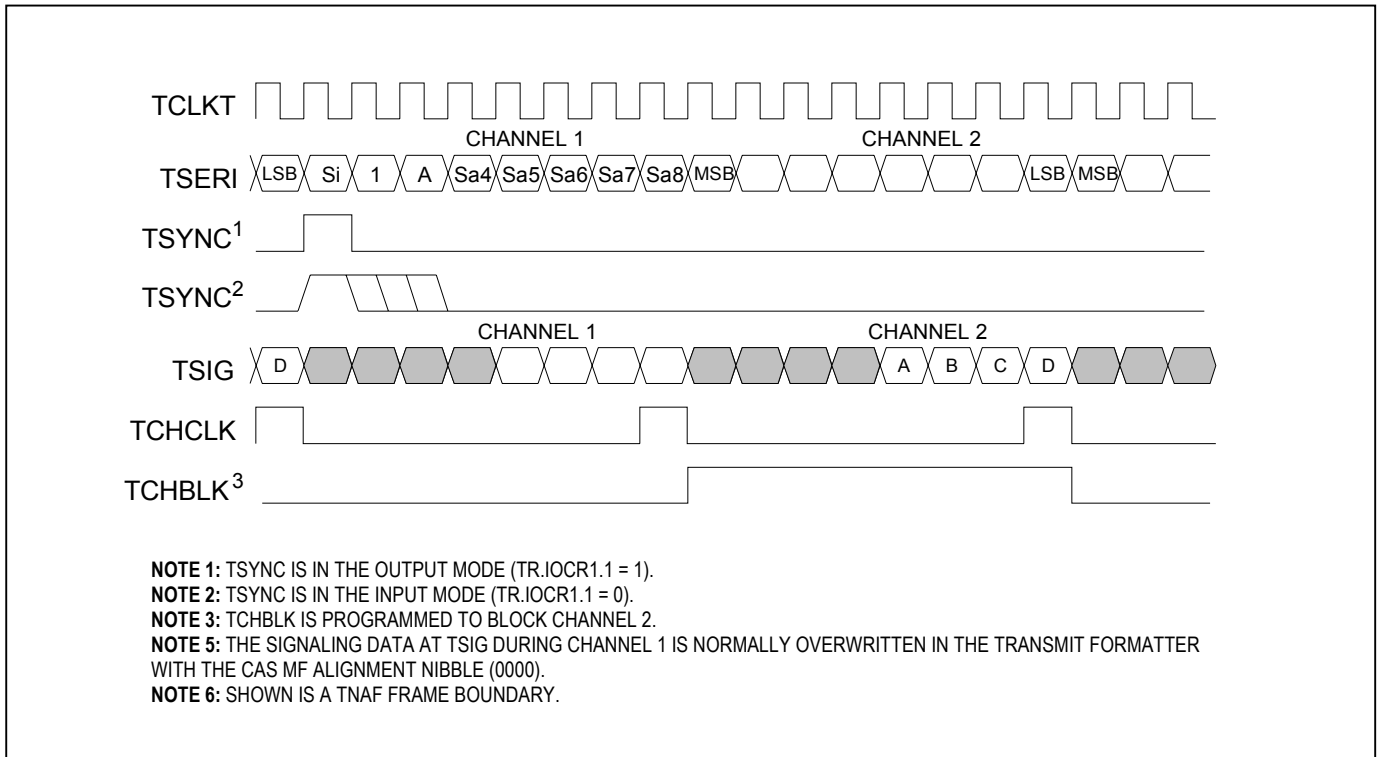 TCLKT
CHANNEL 1 CHANNEL 2
TSERI LSB Si 1 A Sa4 Sa5 Sa6 Sa7 Sa8 MSB LSB MSB
TSYNC1
TSYNC2
CHANNEL 1 CHANNEL 2
TSIG D A B C D
TCHCLK
TCHBLK3
NOTE 1: TSYNC IS IN THE OUTPUT MODE (TR.IOCR1.1 = 1).
NOTE 2: TSYNC IS IN THE INPUT MODE (TR.IOCR1.1 = 0).
NOTE 3: TCHBLK IS PROGRAMMED TO BLOCK CHANNEL 2.
NOTE 5: THE SIGNALING DATA AT TSIG DURING CHANNEL 1 IS NORMALLY OVERWRITTEN IN THE TRANSMIT FORMATTER
WITH THE CAS MF ALIGNMENT NIBBLE (0000).
NOTE 6: SHOWN IS A TNAF FRAME BOUNDARY.